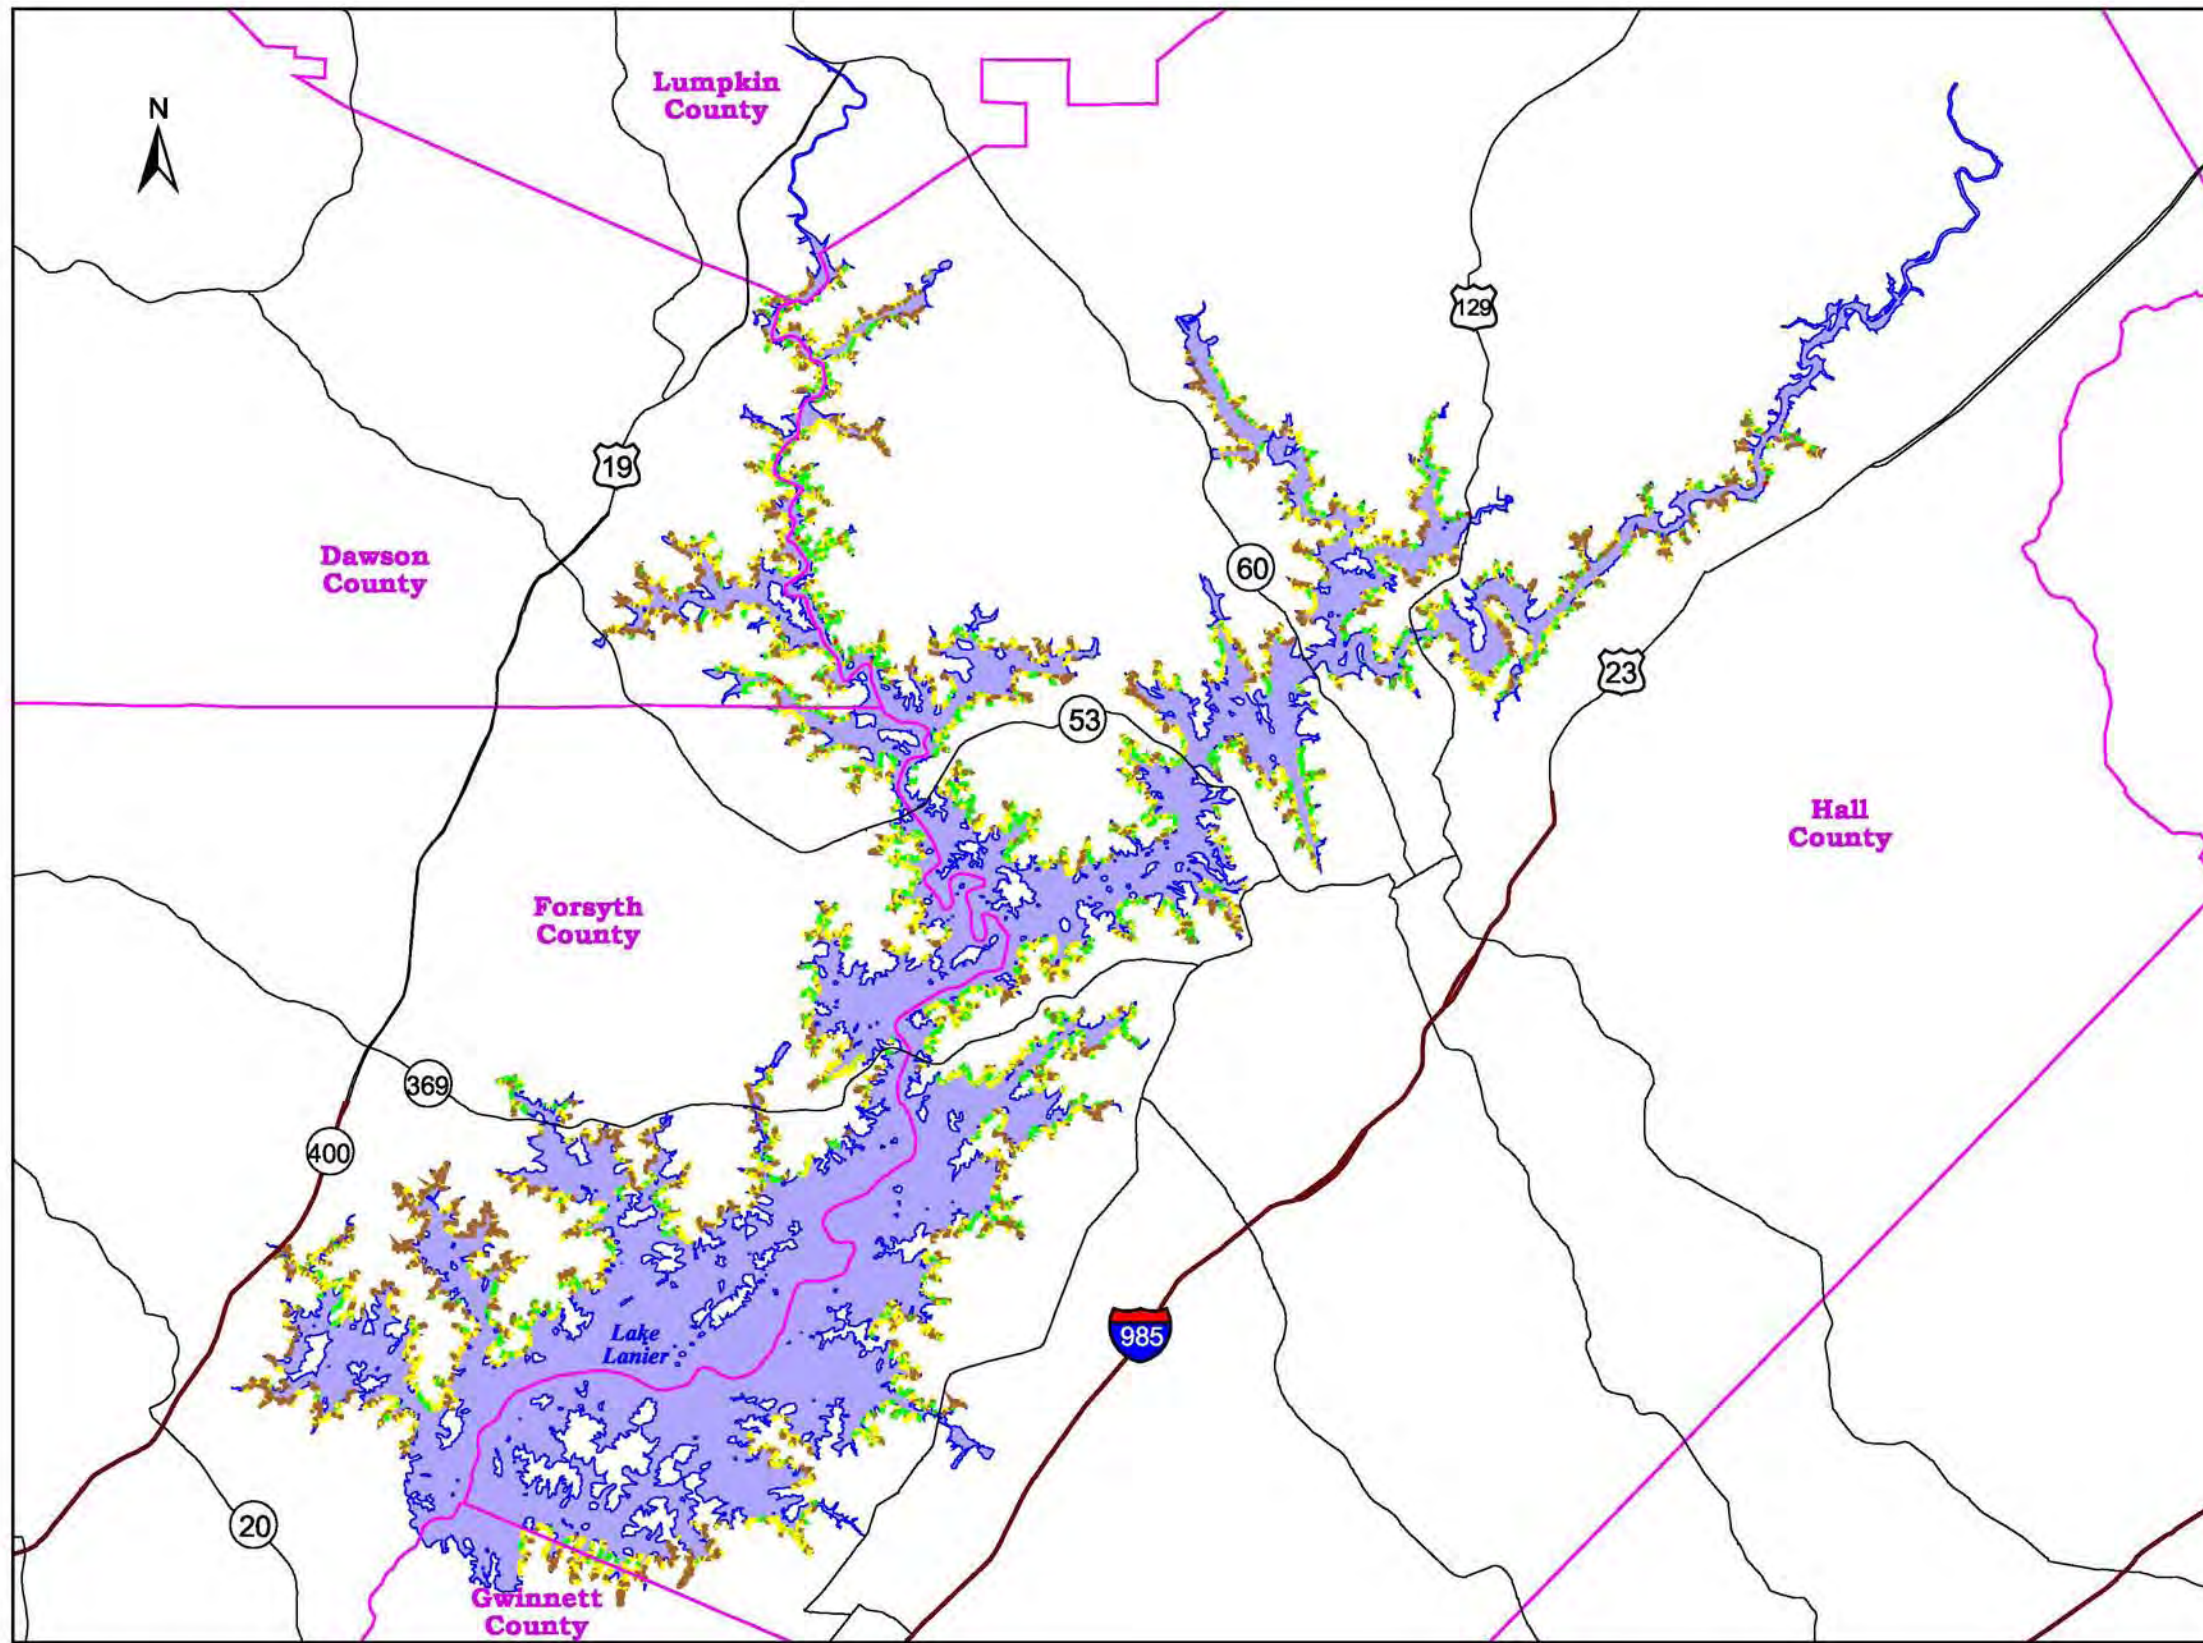 N
Lumpkin
County
129
19
Dawson
County
60
23
53
Hall
County
Forsyth
County
369
400
985
Lake
Lanier
20
Gwinnett
County